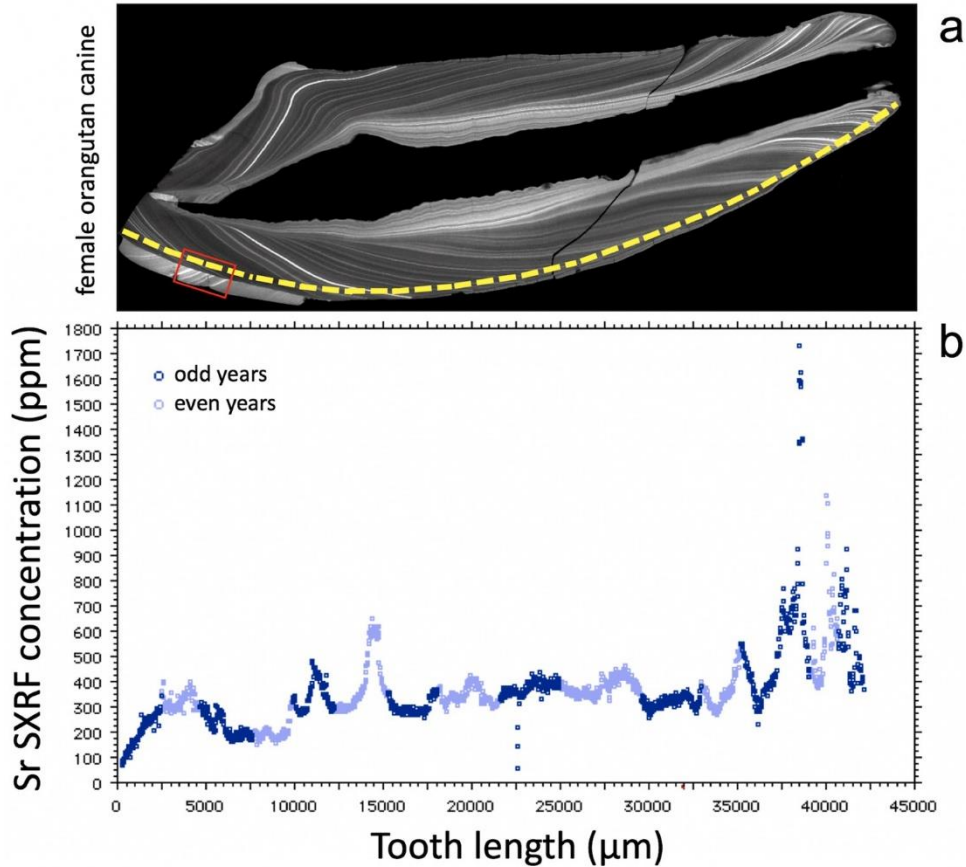 a
female orangutan canine
b
Sr SXRF concentration (ppm)
1800
1700
1600
1500
1400
1300
1200
1100
1000
900
800
700
600
500
400
300
200
100
0
odd years
even years
0 5000 10000 15000 20000 25000 30000 35000 40000 45000
Tooth length (µm)